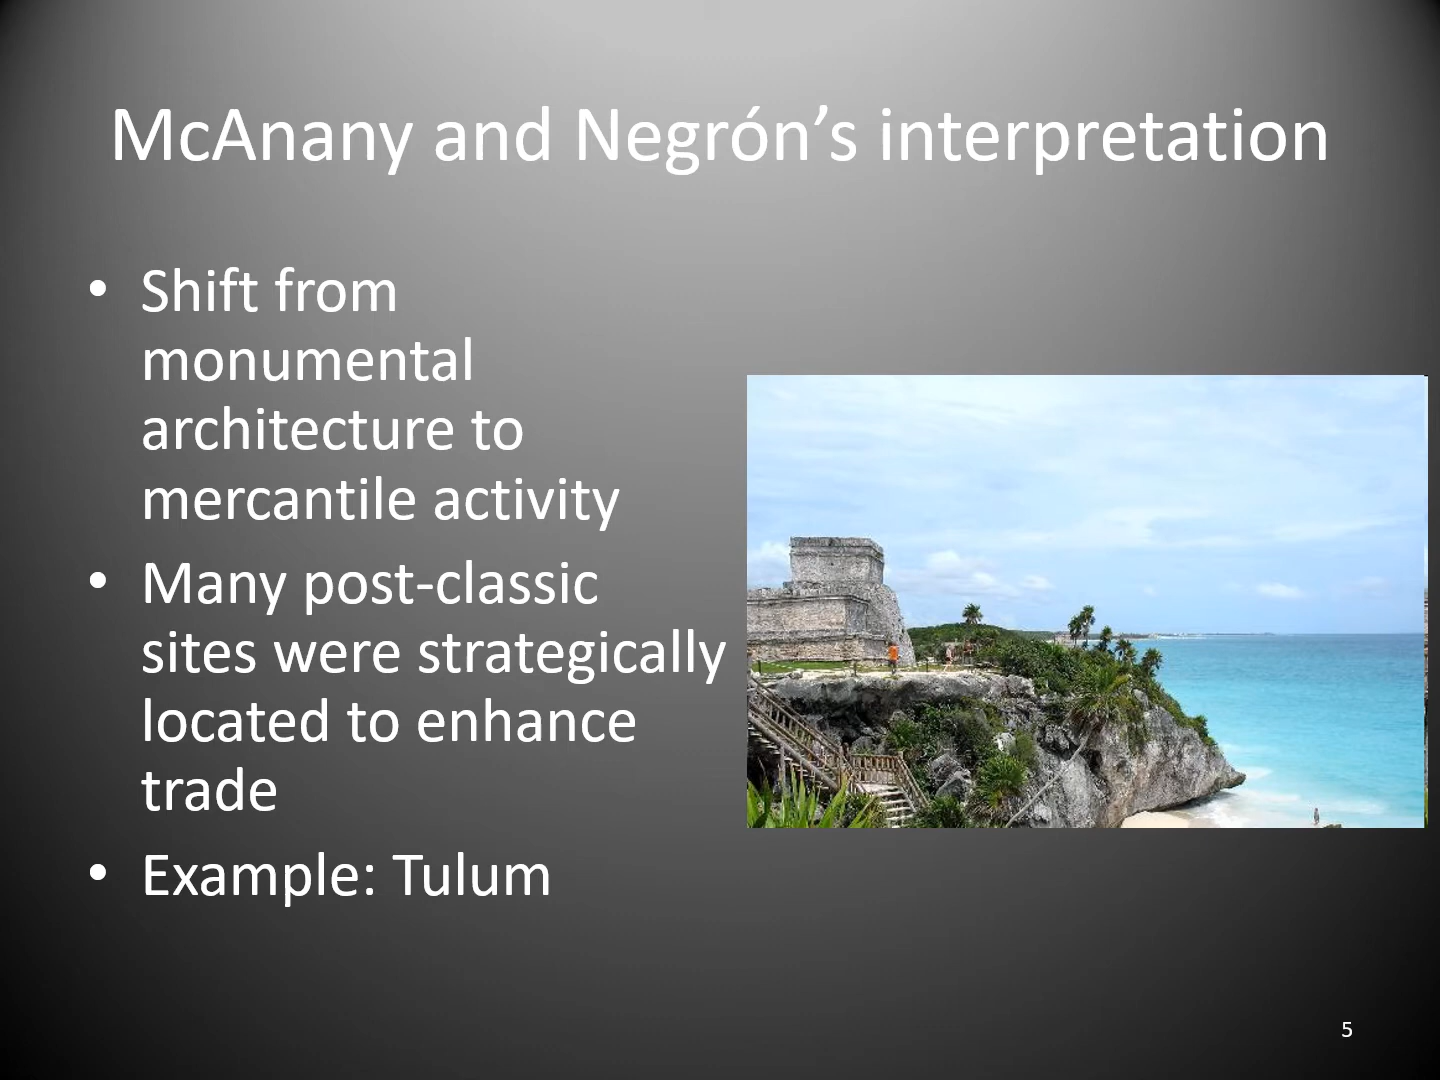 McAnany and Negrón’s interpretation
• Shift from
monumental
architecture to
mercantile activity
• Many post-classic
sites were strategically
located to enhance
trade
• Example: Tulum
5